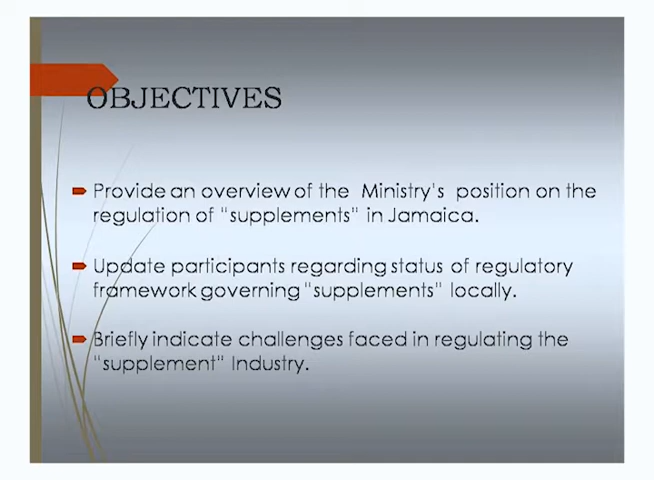 OBJECTIVES
Provide an overview of the Ministry's position on the
regulation of "supplements" in Jamaica.
Update participants regarding status of regulatory
framework governing "supplements" locally.
Briefly indicate challenges faced in regulating the
"supplement" Industry.